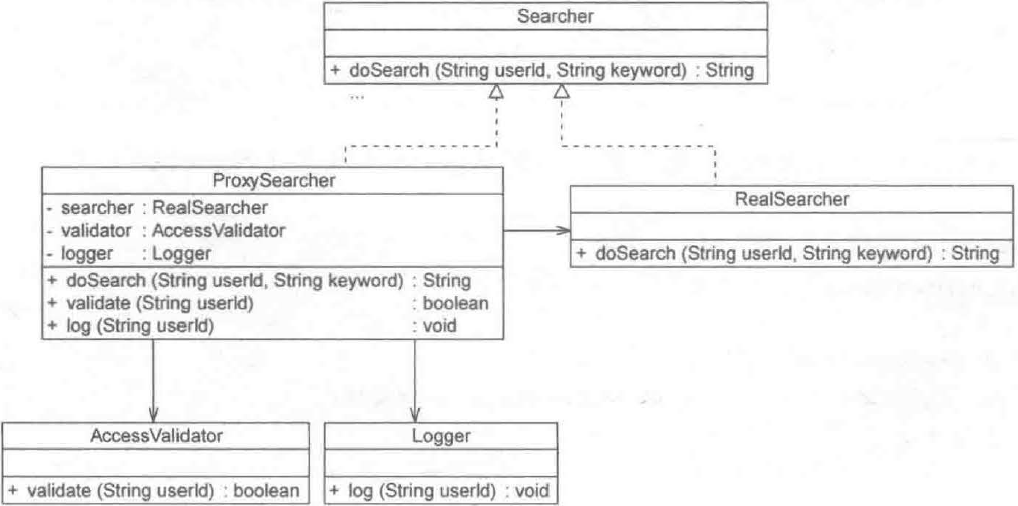 Searcher
+ doSearch (String userId, String keyword) : String
...
ProxySearcher
- searcher : RealSearcher
- validator : AccessValidator
- logger : Logger
+ doSearch (String userId, String keyword) : String
+ validate (String userId) : boolean
+ log (String userId) : void
RealSearcher
+ doSearch (String userId, String keyword) : String
AccessValidator
+ validate (String userId) : boolean
Logger
+ log (String userId) : void